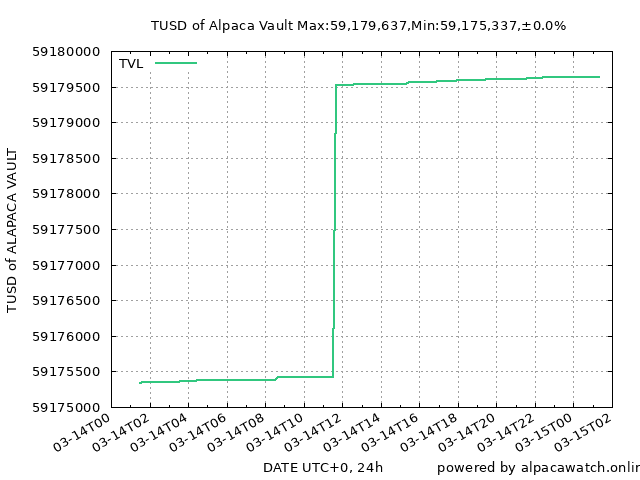 TUSD of Alpaca Vault Max:59,179,637,Min:59,175,337,±0.0%
TVL
59180000
59179500
59179000
59178500
59178000
59177500
59177000
59176500
59176000
59175500
59175000
TUSD of ALAPACA VAULT
03-14T00
03-14T02
03-14T04
03-14T06
03-14T08
03-14T10
03-14T12
03-14T14
03-14T16
03-14T18
03-14T20
03-14T22
03-15T00
03-15T02
DATE UTC+0, 24h
powered by alpacawatch.onlin